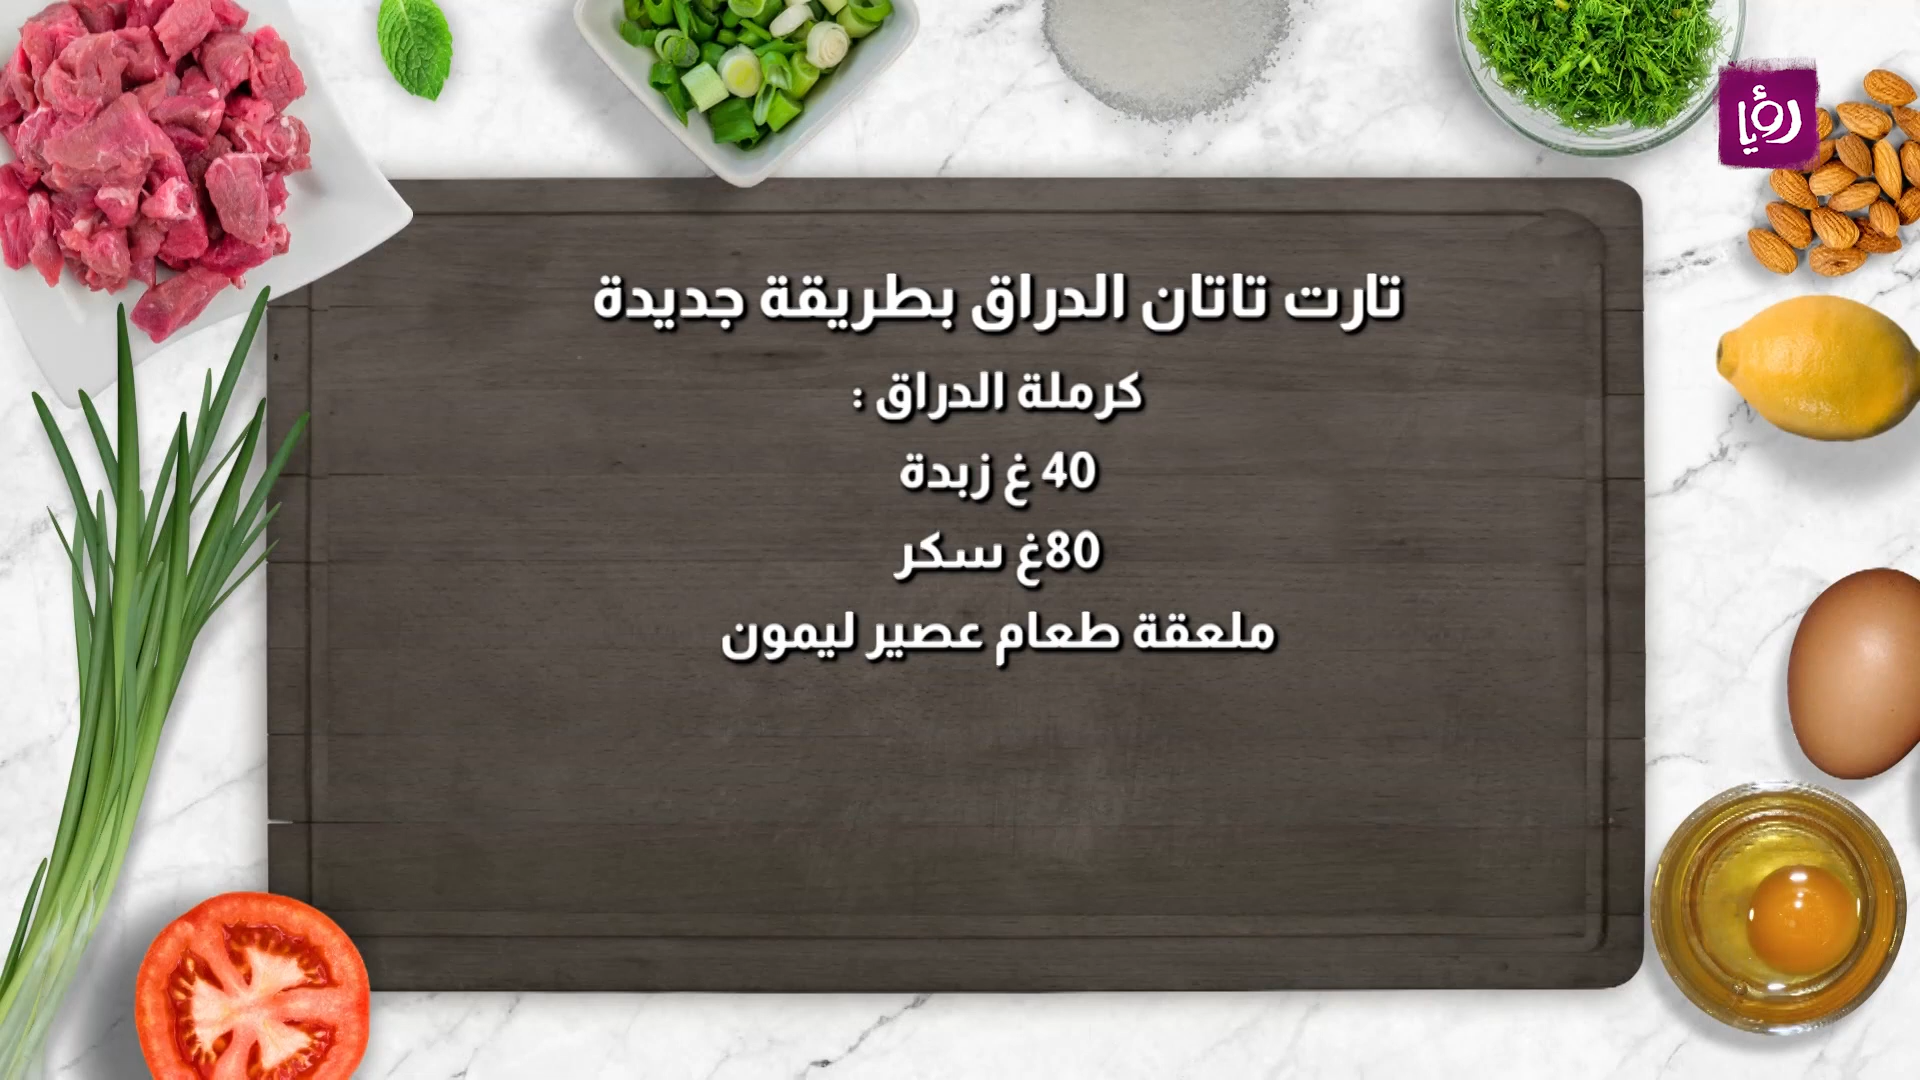 رؤيا
تارت تاتان الدراق بطريقة جديدة
كرملة الدراق :
40 غ زبدة
80غ سكر
ملعقة طعام عصير ليمون